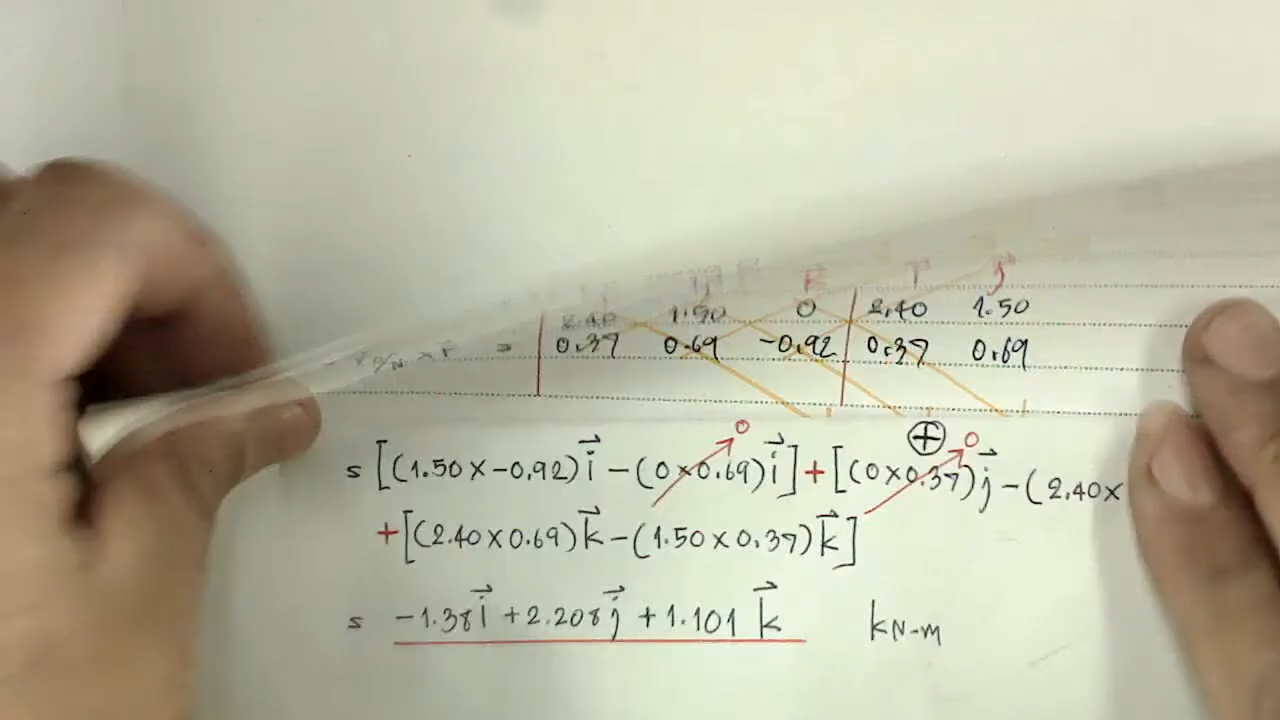 j⃗ k⃗ i⃗ j⃗
2.40 1.50 0 2.40 1.50
r⃗B/N × F⃗ = 0.37 0.69 -0.92 0.37 0.69
= [(1.50 × -0.92)i⃗ - (0 × 0.69)i⃗] + [(0 × 0.37)j⃗ - (2.40 ×
0 ⊕ 0
+ [(2.40 × 0.69)k⃗ - (1.50 × 0.37)k⃗]
= -1.38i⃗ + 2.208j⃗ + 1.101 k⃗ kN-m